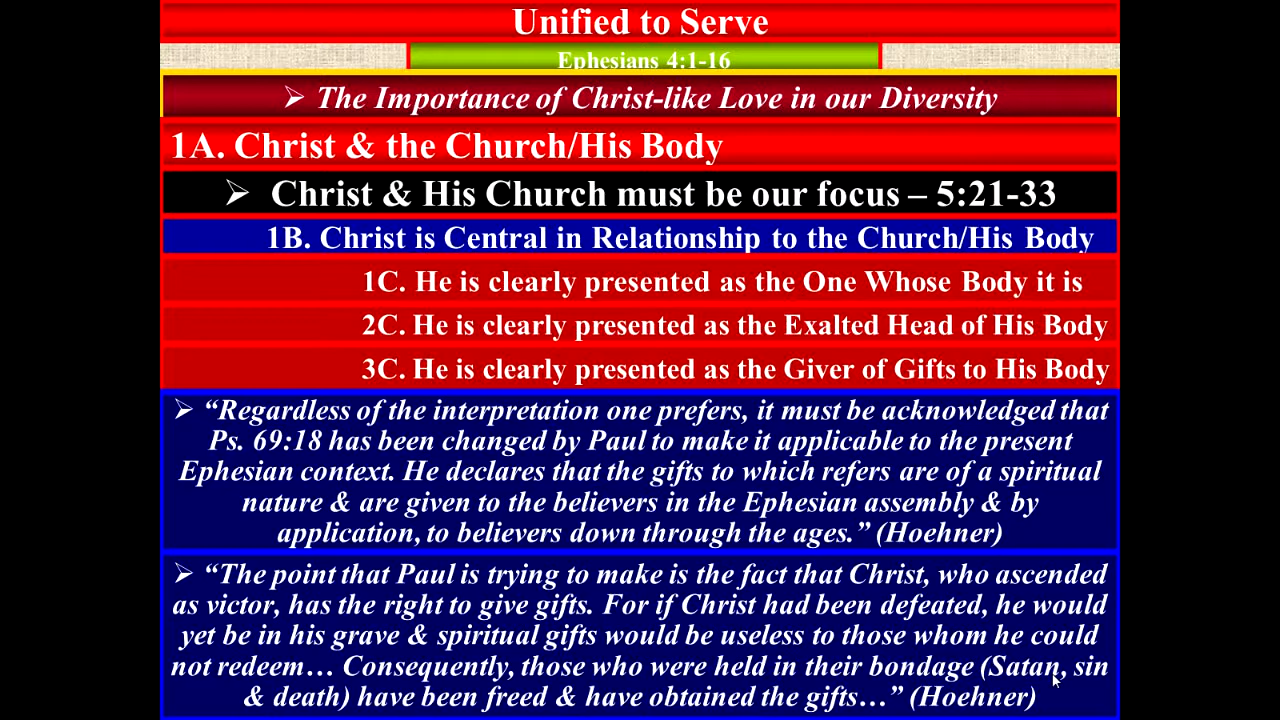 Unified to Serve
Ephesians 4:1-16
➢ The Importance of Christ-like Love in our Diversity
1A. Christ & the Church/His Body
➢ Christ & His Church must be our focus – 5:21-33
1B. Christ is Central in Relationship to the Church/His Body
1C. He is clearly presented as the One Whose Body it is
2C. He is clearly presented as the Exalted Head of His Body
3C. He is clearly presented as the Giver of Gifts to His Body
➢ “Regardless of the interpretation one prefers, it must be acknowledged that
Ps. 69:18 has been changed by Paul to make it applicable to the present
Ephesian context. He declares that the gifts to which refers are of a spiritual
nature & are given to the believers in the Ephesian assembly & by
application, to believers down through the ages.” (Hoehner)
➢ “The point that Paul is trying to make is the fact that Christ, who ascended
as victor, has the right to give gifts. For if Christ had been defeated, he would
yet be in his grave & spiritual gifts would be useless to those whom he could
not redeem… Consequently, those who were held in their bondage (Satan, sin
& death) have been freed & have obtained the gifts…” (Hoehner)